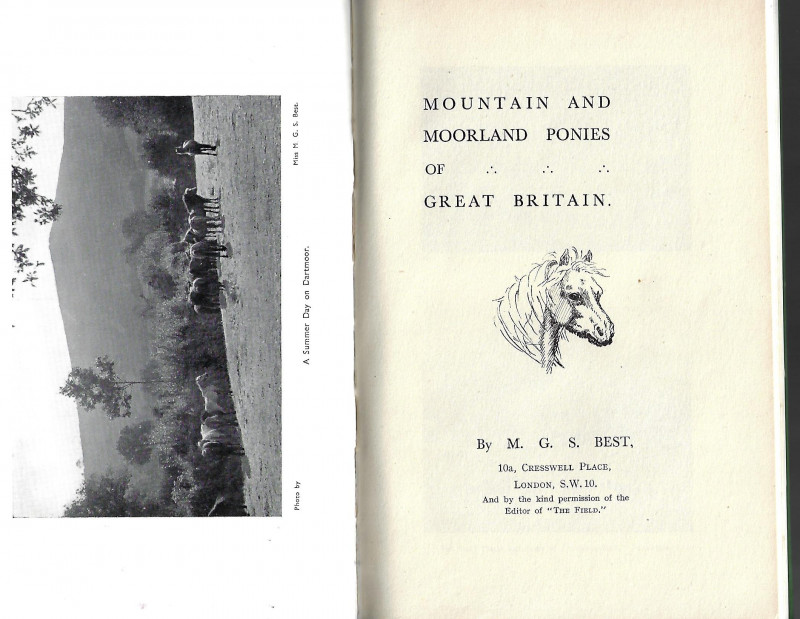 Photo by
Miss M. G. S. Best.
A Summer Day on Dartmoor.
MOUNTAIN AND
MOORLAND PONIES
OF ∴ ∴ ∴
GREAT BRITAIN.
By M. G. S. BEST,
10a, Cresswell Place,
London, S.W.10.
And by the kind permission of the
Editor of "The Field."